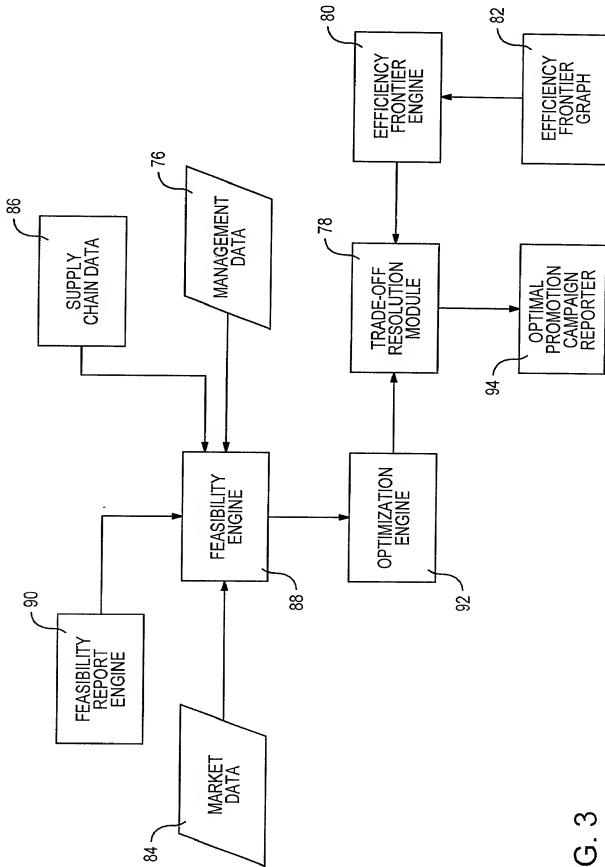 90
FEASIBILITY
REPORT
ENGINE
86
SUPPLY
CHAIN DATA
84
MARKET
DATA
FEASIBILITY
ENGINE
88
76
MANAGEMENT
DATA
OPTIMIZATION
ENGINE
92
78
TRADE-OFF
RESOLUTION
MODULE
80
EFFICIENCY
FRONTIER
ENGINE
94
OPTIMAL
PROMOTION
CAMPAIGN
REPORTER
82
EFFICIENCY
FRONTIER
GRAPH
G. 3